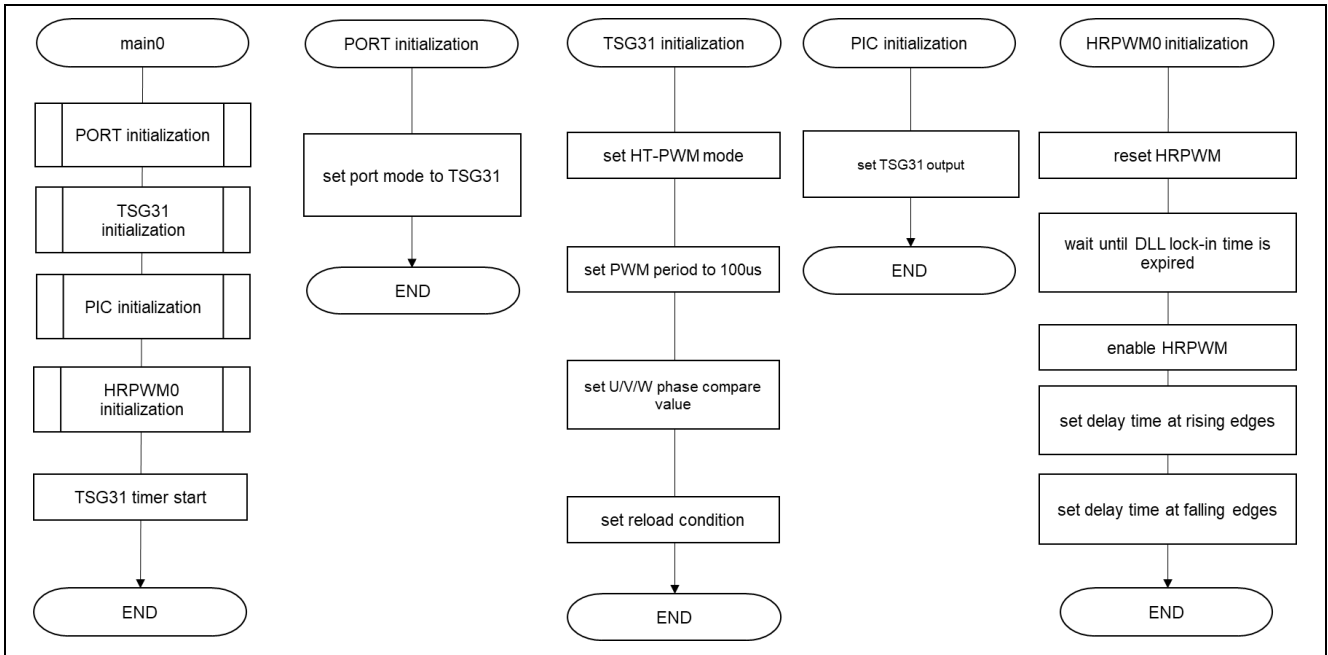 main0
PORT initialization
TSG31
initialization
PIC initialization
HRPWM0
initialization
TSG31 timer start
END
PORT initialization
set port mode to TSG31
END
TSG31 initialization
set HT-PWM mode
set PWM period to 100us
set U/V/W phase compare
value
set reload condition
END
PIC initialization
set TSG31 output
END
HRPWM0 initialization
reset HRPWM
wait until DLL lock-in time is
expired
enable HRPWM
set delay time at rising edges
set delay time at falling edges
END